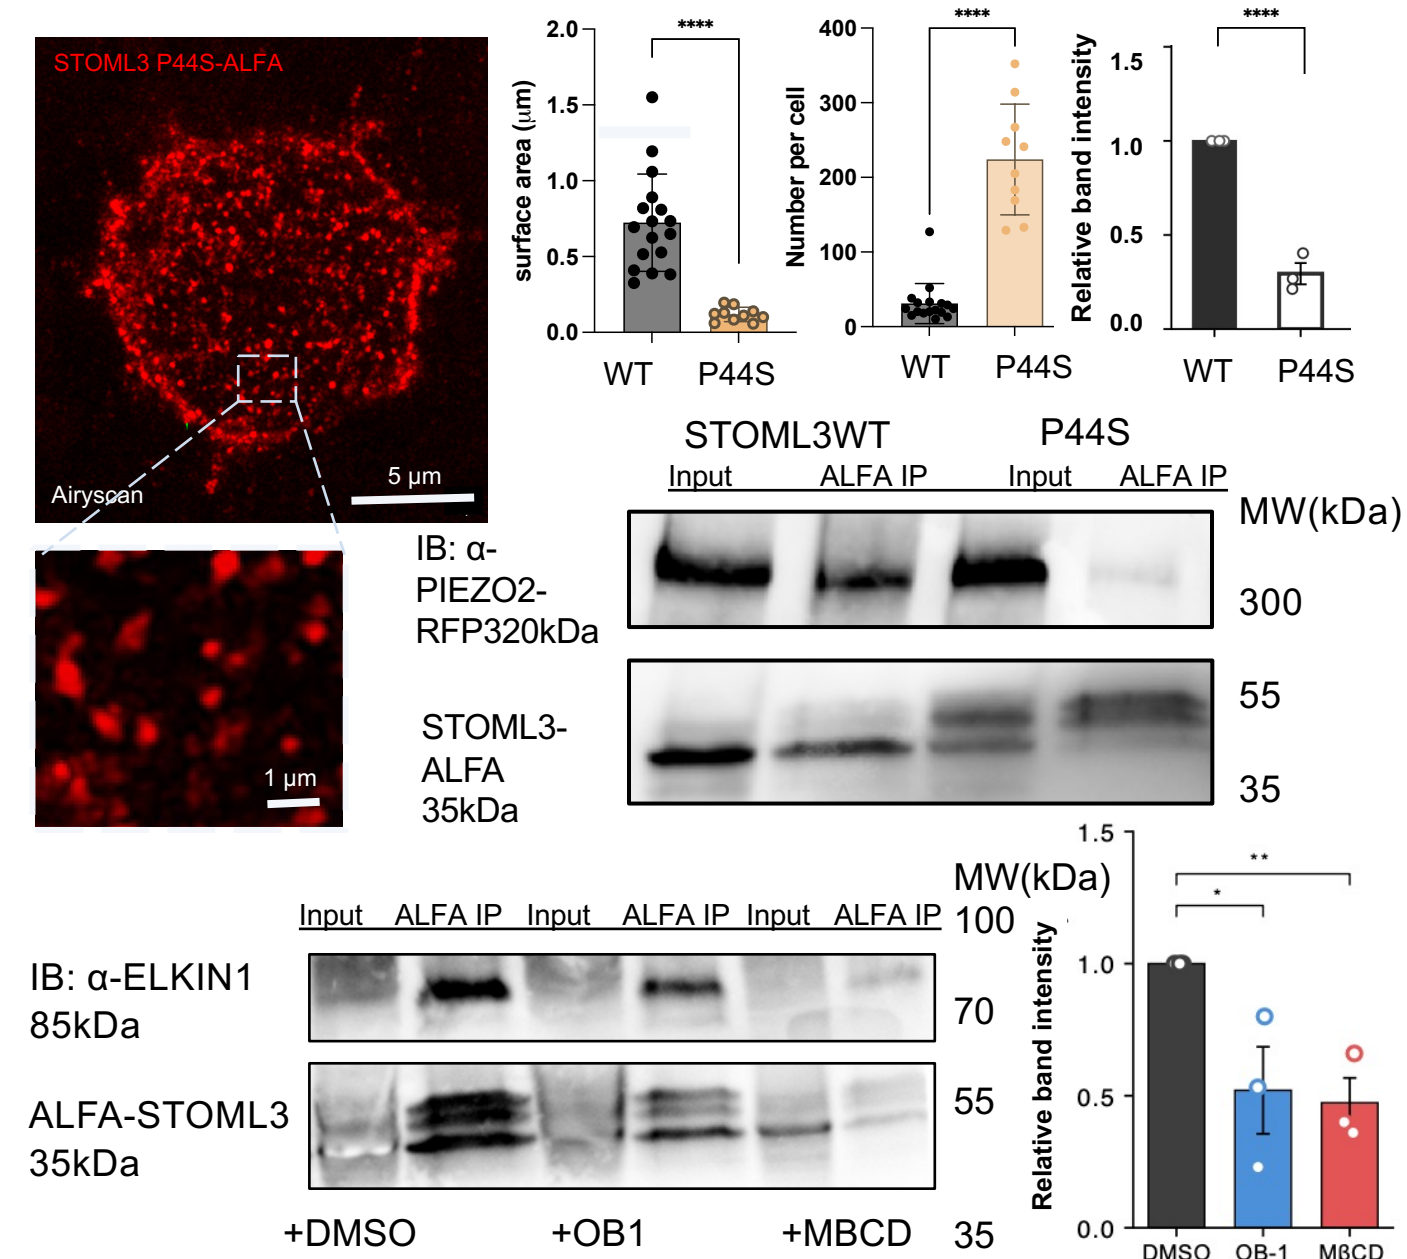 STOML3 P44S-ALFA
Airyscan
5 μm
1 μm
surface area (μm)
2.0
1.5
1.0
0.5
0.0
****
WT
P44S
Number per cell
400
300
200
100
0
****
WT
P44S
Relative band intensity
1.5
1.0
0.5
0.0
****
WT
P44S
STOML3WT
P44S
Input
ALFA IP
Input
ALFA IP
MW(kDa)
IB: α-
PIEZO2-
RFP320kDa
300
STOML3-
ALFA
35kDa
55
35
MW(kDa)
Input
ALFA IP
Input
ALFA IP
Input
ALFA IP
100
IB: α-ELKIN1
85kDa
70
ALFA-STOML3
35kDa
55
35
+DMSO
+OB1
+MBCD
Relative band intensity
1.5
1.0
0.5
0.0
**
*
DMSO
OB-1
MβCD